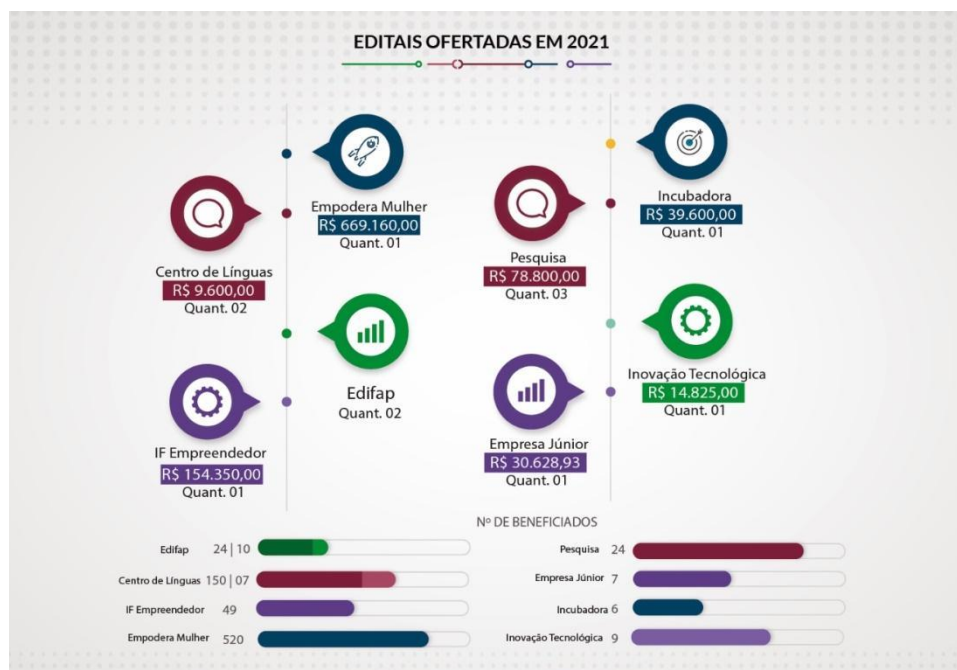 EDITAIS OFERTADAS EM 2021
Empodera Mulher
R$ 669.160,00
Quant. 01
Centro de Línguas
R$ 9.600,00
Quant. 02
Edifap
Quant. 02
IF Empreendedor
R$ 154.350,00
Quant. 01
Incubadora
R$ 39.600,00
Quant. 01
Pesquisa
R$ 78.800,00
Quant. 03
Inovação Tecnológica
R$ 14.825,00
Quant. 01
Empresa Júnior
R$ 30.628,93
Quant. 01
Nº DE BENEFICIADOS
Edifap 24 | 10
Centro de Línguas 150 | 07
IF Empreendedor 49
Empodera Mulher 520
Pesquisa 24
Empresa Júnior 7
Incubadora 6
Inovação Tecnológica 9